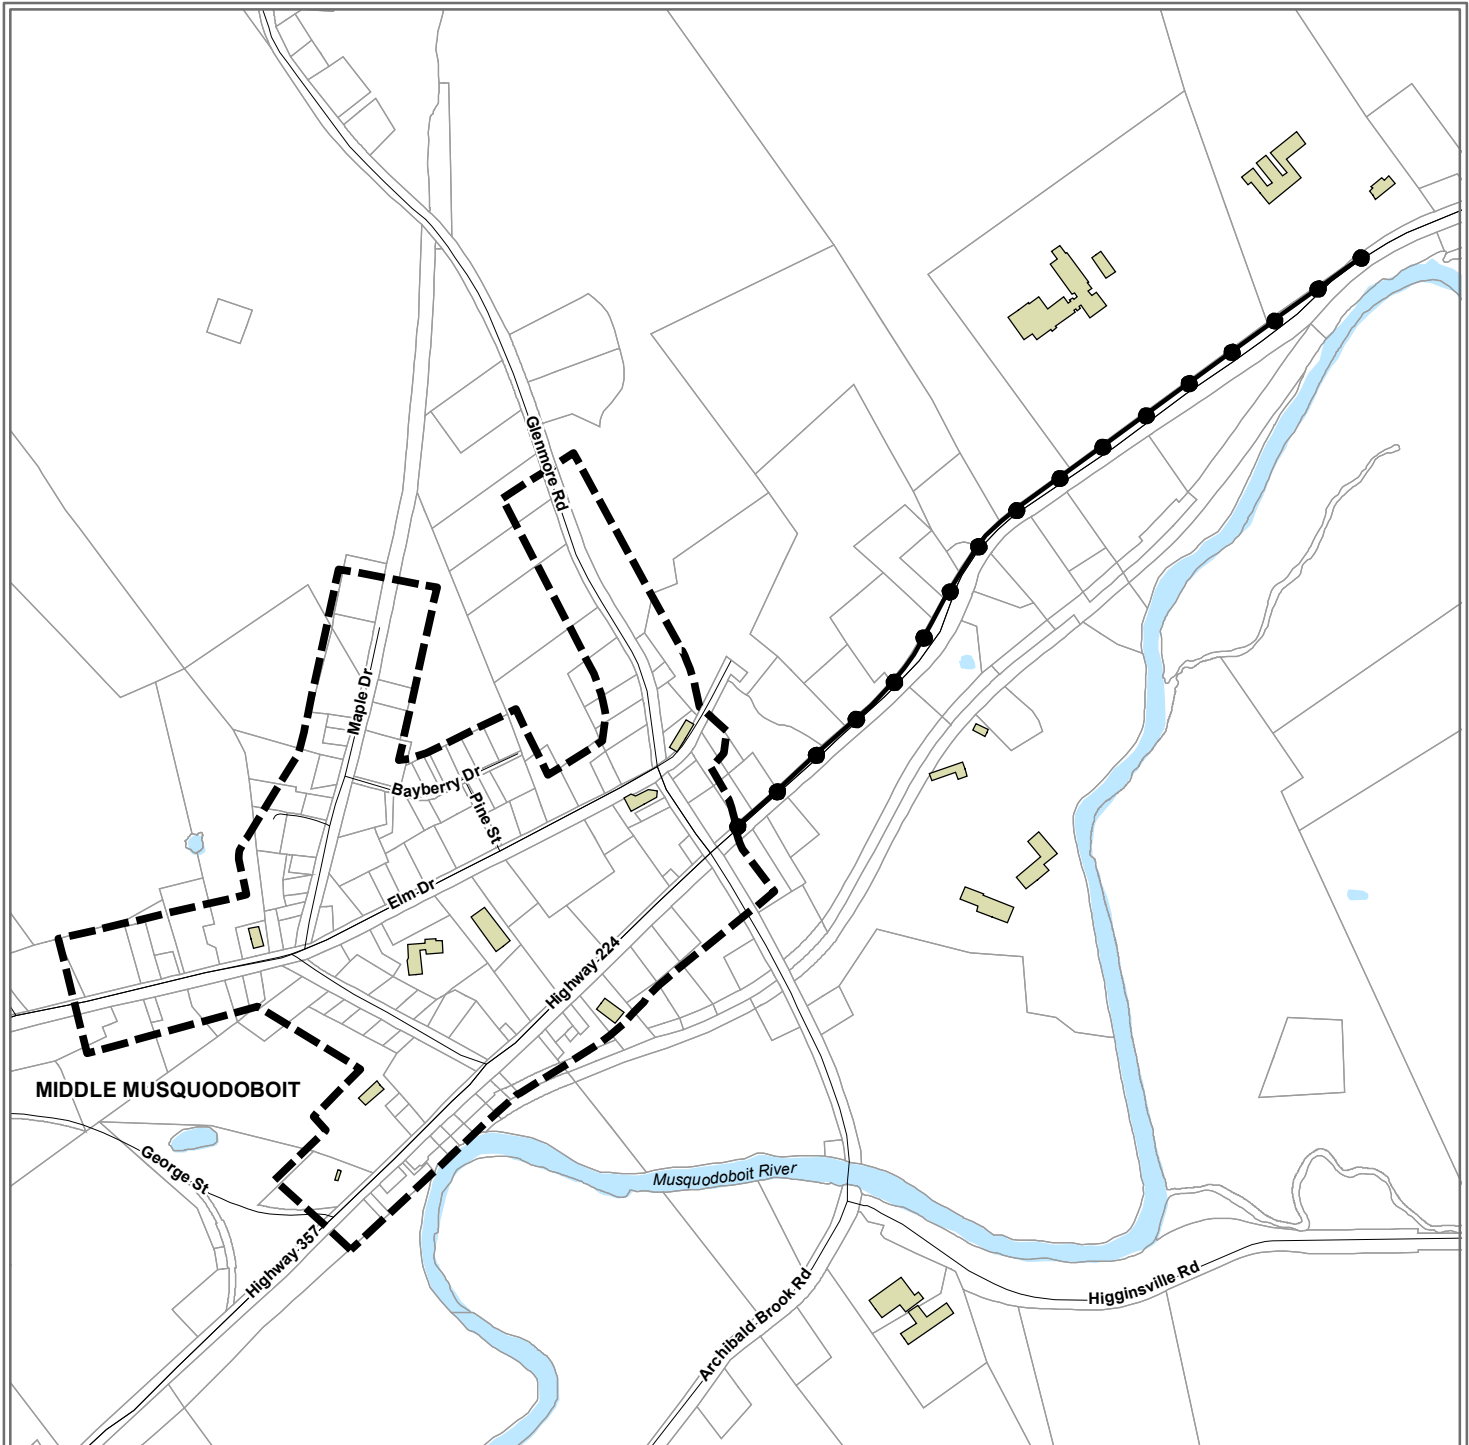 Glenmore Rd
Maple Dr
Bayberry Dr
Pine St
Elm Dr
Highway 224
MIDDLE MUSQUODOBOIT
George St
Musquodoboit River
Highway 357
Higginsville Rd
Archibald Brook Rd